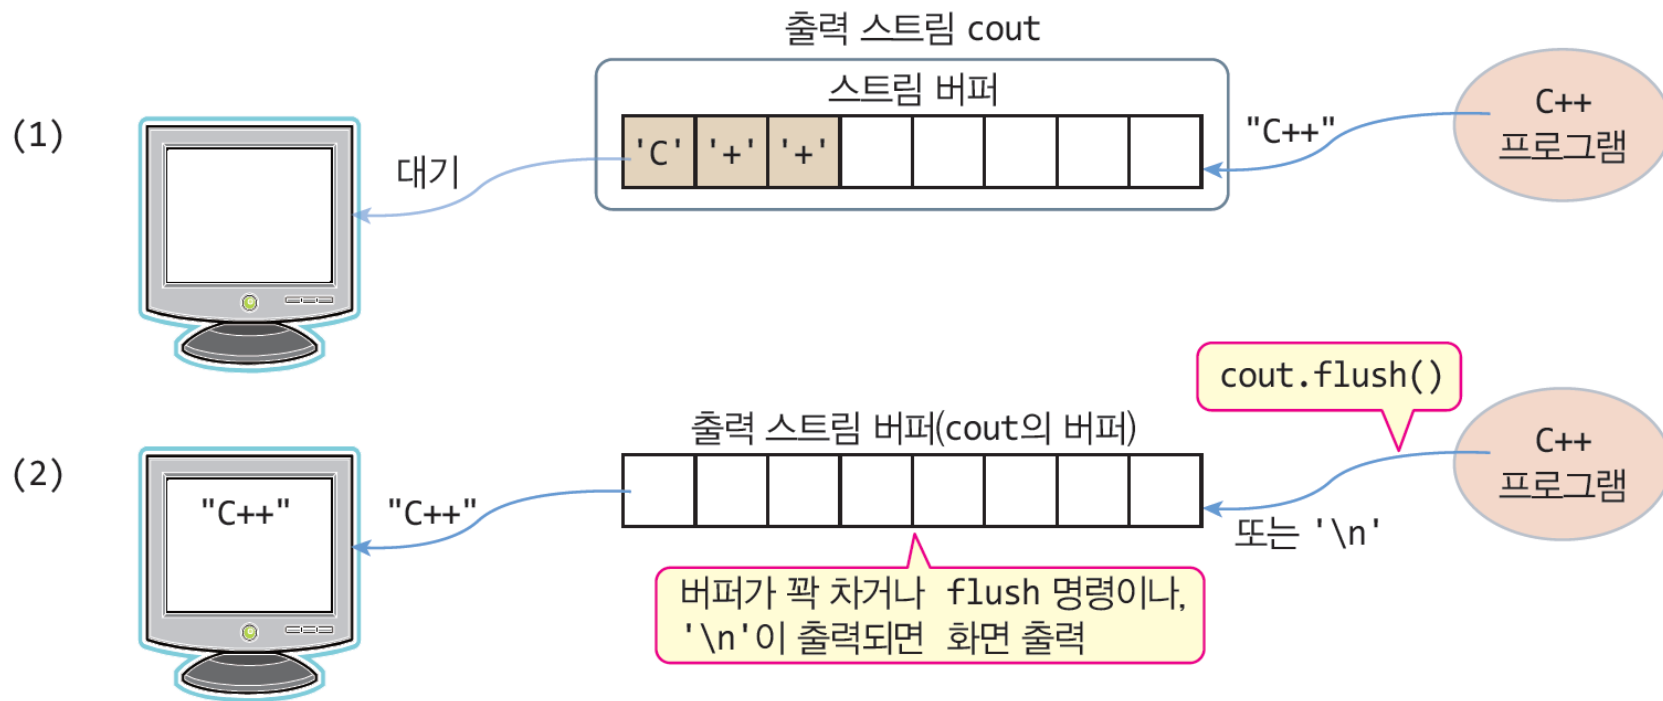 출력 스트림 cout
스트림 버퍼
(1)
대기
'C' '+' '+'
"C++"
C++
프로그램
cout.flush()
출력 스트림 버퍼(cout의 버퍼)
(2)
"C++"
"C++"
C++
프로그램
또는 '\n'
버퍼가 꽉 차거나 flush 명령이나,
'\n'이 출력되면 화면 출력